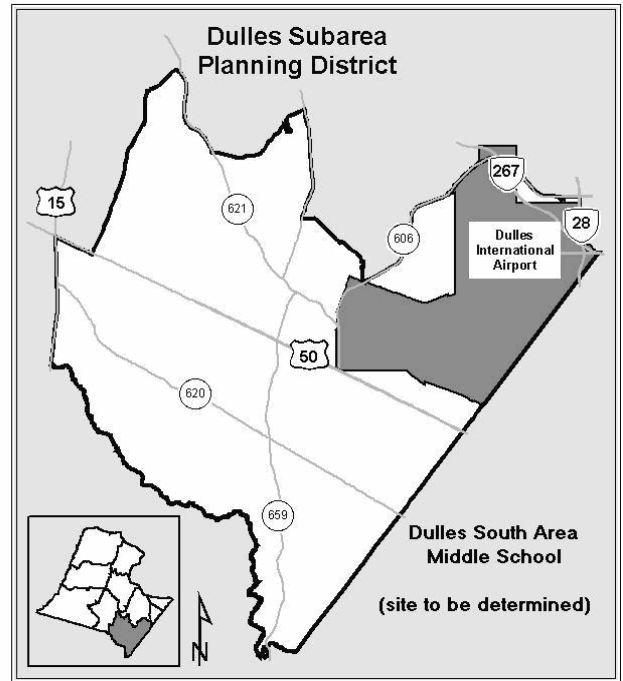 Dulles Subarea
Planning District
267
15
621
28
606
Dulles
International
Airport
50
620
659
Dulles South Area
Middle School
(site to be determined)
N